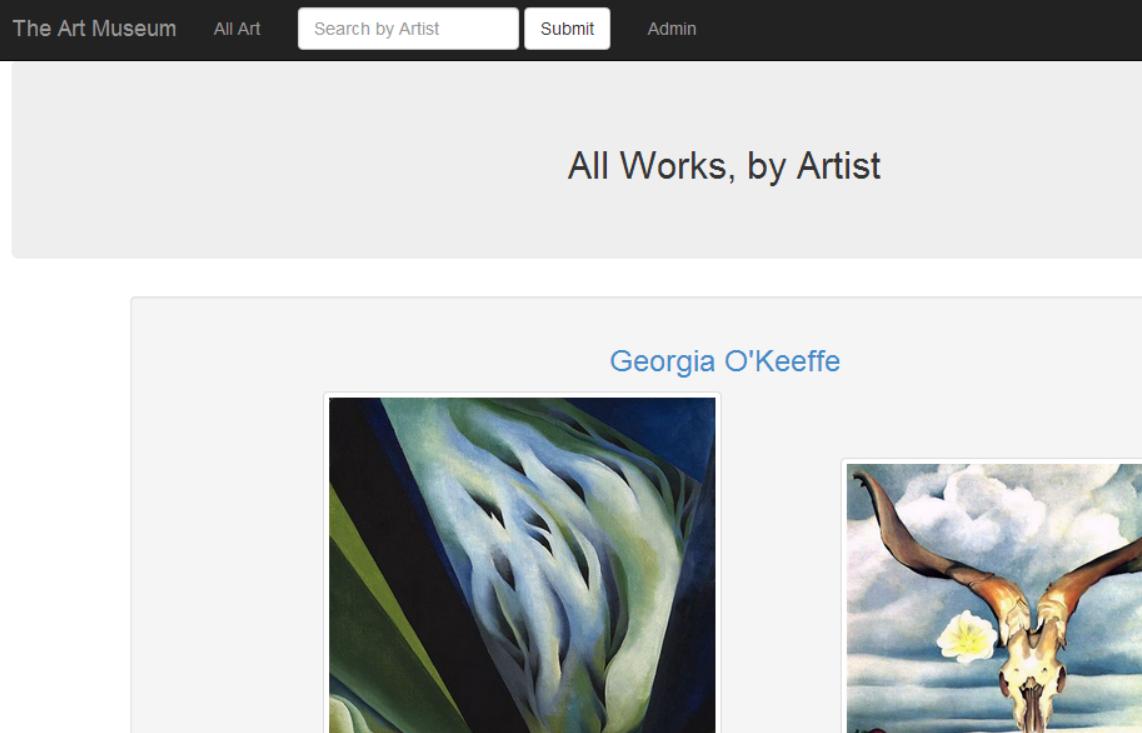 The Art Museum All Art Search by Artist Submit Admin
All Works, by Artist
Georgia O'Keeffe